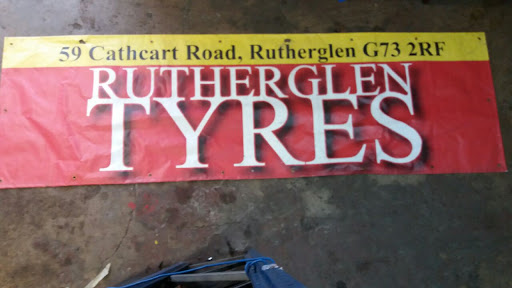 59 Cathcart Road, Rutherglen G73 2RF
RUTHERGLEN
TYRES